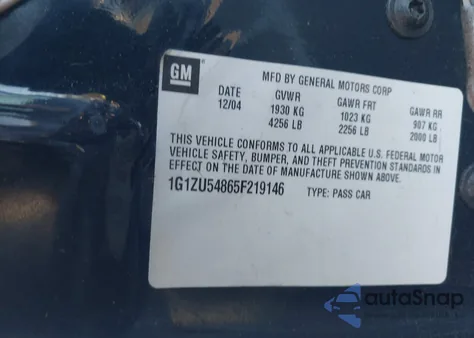 GM
MFD BY GENERAL MOTORS CORP
DATE GVWR GAWR FRT GAWR RR
12/04 1930 KG 1023 KG 907 KG
4256 LB 2256 LB 2000 LB
THIS VEHICLE CONFORMS TO ALL APPLICABLE U.S. FEDERAL MOTOR
VEHICLE SAFETY, BUMPER, AND THEFT PREVENTION STANDARDS IN
EFFECT ON THE DATE OF MANUFACTURE SHOWN ABOVE.
1G1ZU54865F219146 TYPE: PASS CAR
autoSnap